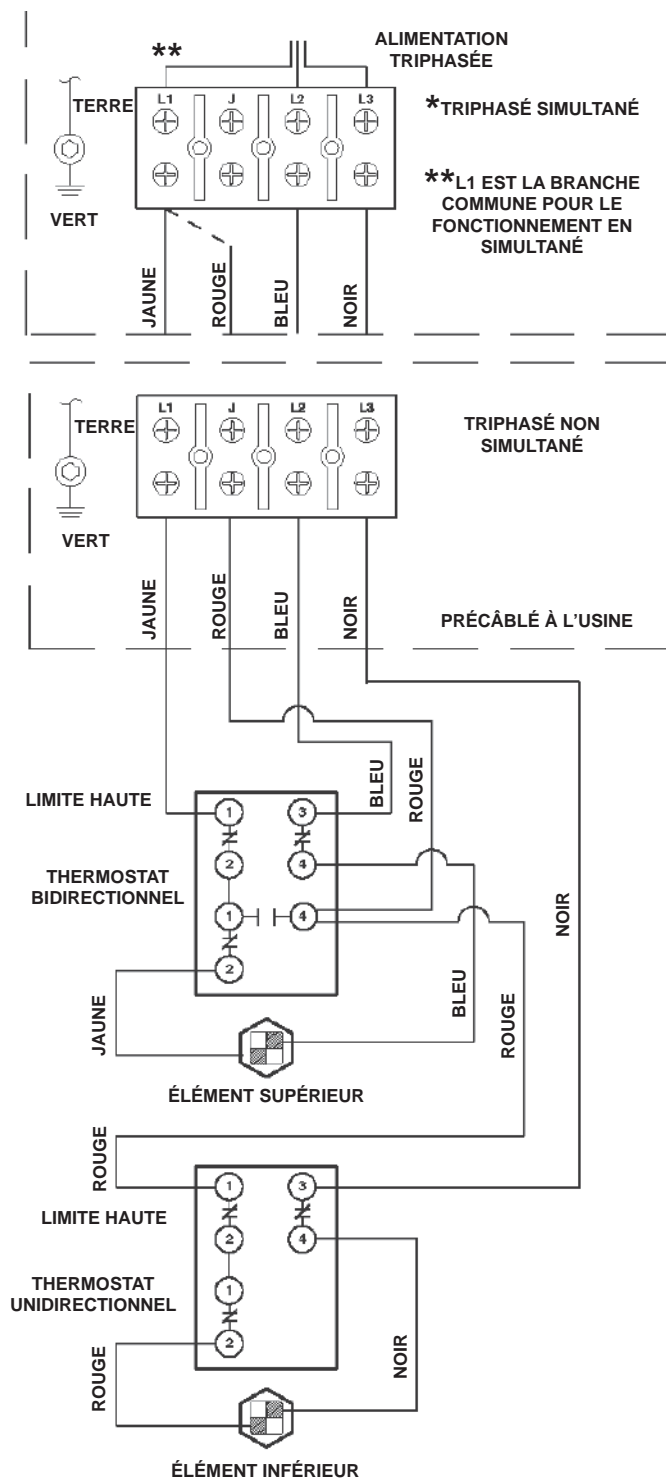 ALIMENTATION
TRIPHASÉE
**
TERRE
L1 J L2 L3
*TRIPHASÉ SIMULTANÉ
**L1 EST LA BRANCHE
COMMUNE POUR LE
FONCTIONNEMENT EN
SIMULTANÉ
VERT
JAUNE
ROUGE
BLEU
NOIR
TERRE
L1 J L2 L3
TRIPHASÉ NON
SIMULTANÉ
VERT
JAUNE
ROUGE
BLEU
NOIR
PRÉCÂBLÉ À L'USINE
LIMITE HAUTE
1 3
BLEU
ROUGE
2 4
THERMOSTAT
BIDIRECTIONNEL
1 4
2
NOIR
JAUNE
BLEU
ROUGE
ÉLÉMENT SUPÉRIEUR
ROUGE
1 3
LIMITE HAUTE
2 4
THERMOSTAT
UNIDIRECTIONNEL
1
2
ROUGE
NOIR
ÉLÉMENT INFÉRIEUR